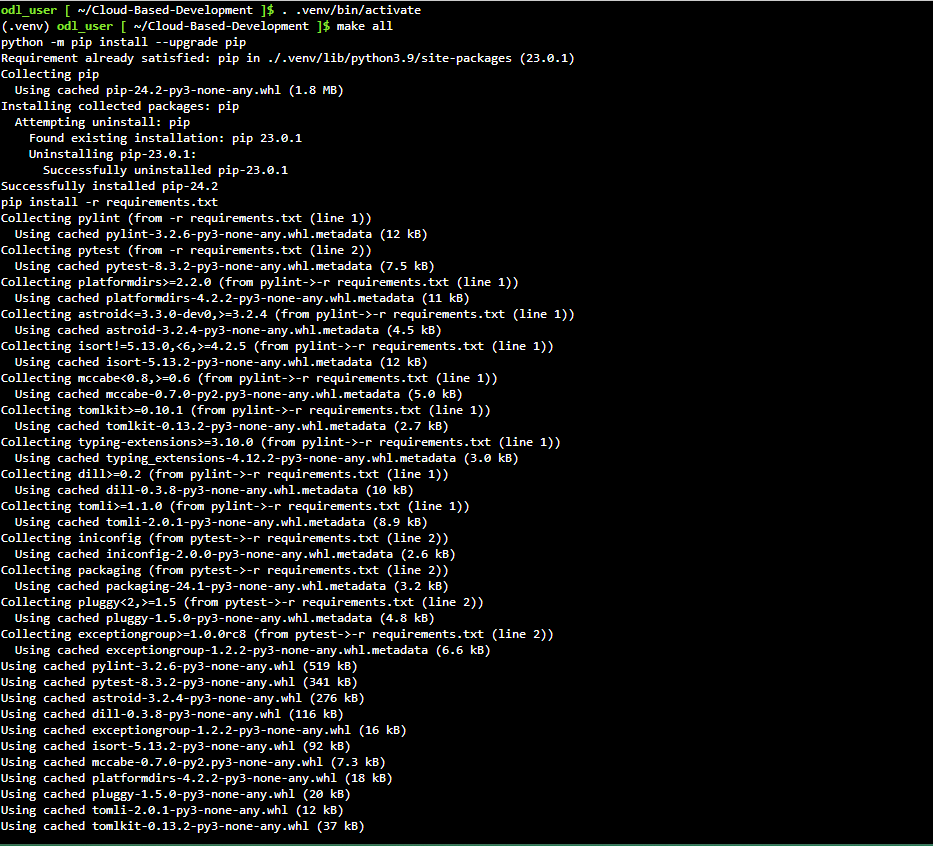 odl_user [ ~/Cloud-Based-Development ]$ . .venv/bin/activate
(.venv) odl_user [ ~/Cloud-Based-Development ]$ make all
python -m pip install --upgrade pip
Requirement already satisfied: pip in ./.venv/lib/python3.9/site-packages (23.0.1)
Collecting pip
  Using cached pip-24.2-py3-none-any.whl (1.8 MB)
Installing collected packages: pip
  Attempting uninstall: pip
    Found existing installation: pip 23.0.1
    Uninstalling pip-23.0.1:
      Successfully uninstalled pip-23.0.1
Successfully installed pip-24.2
pip install -r requirements.txt
Collecting pylint (from -r requirements.txt (line 1))
  Using cached pylint-3.2.6-py3-none-any.whl.metadata (12 kB)
Collecting pytest (from -r requirements.txt (line 2))
  Using cached pytest-8.3.2-py3-none-any.whl.metadata (7.5 kB)
Collecting platformdirs>=2.2.0 (from pylint->-r requirements.txt (line 1))
  Using cached platformdirs-4.2.2-py3-none-any.whl.metadata (11 kB)
Collecting astroid<=3.3.0-dev0,>=3.2.4 (from pylint->-r requirements.txt (line 1))
  Using cached astroid-3.2.4-py3-none-any.whl.metadata (4.5 kB)
Collecting isort!=5.13.0,<6,>=4.2.5 (from pylint->-r requirements.txt (line 1))
  Using cached isort-5.13.2-py3-none-any.whl.metadata (12 kB)
Collecting mccabe<0.8,>=0.6 (from pylint->-r requirements.txt (line 1))
  Using cached mccabe-0.7.0-py2.py3-none-any.whl.metadata (5.0 kB)
Collecting tomlkit>=0.10.1 (from pylint->-r requirements.txt (line 1))
  Using cached tomlkit-0.13.2-py3-none-any.whl.metadata (2.7 kB)
Collecting typing-extensions>=3.10.0 (from pylint->-r requirements.txt (line 1))
  Using cached typing_extensions-4.12.2-py3-none-any.whl.metadata (3.0 kB)
Collecting dill>=0.2 (from pylint->-r requirements.txt (line 1))
  Using cached dill-0.3.8-py3-none-any.whl.metadata (10 kB)
Collecting tomli>=1.1.0 (from pylint->-r requirements.txt (line 1))
  Using cached tomli-2.0.1-py3-none-any.whl.metadata (8.9 kB)
Collecting iniconfig (from pytest->-r requirements.txt (line 2))
  Using cached iniconfig-2.0.0-py3-none-any.whl.metadata (2.6 kB)
Collecting packaging (from pytest->-r requirements.txt (line 2))
  Using cached packaging-24.1-py3-none-any.whl.metadata (3.2 kB)
Collecting pluggy<2,>=1.5 (from pytest->-r requirements.txt (line 2))
  Using cached pluggy-1.5.0-py3-none-any.whl.metadata (4.8 kB)
Collecting exceptiongroup>=1.0.0rc8 (from pytest->-r requirements.txt (line 2))
  Using cached exceptiongroup-1.2.2-py3-none-any.whl.metadata (6.6 kB)
Using cached pylint-3.2.6-py3-none-any.whl (519 kB)
Using cached pytest-8.3.2-py3-none-any.whl (341 kB)
Using cached astroid-3.2.4-py3-none-any.whl (276 kB)
Using cached dill-0.3.8-py3-none-any.whl (116 kB)
Using cached exceptiongroup-1.2.2-py3-none-any.whl (16 kB)
Using cached isort-5.13.2-py3-none-any.whl (92 kB)
Using cached mccabe-0.7.0-py2.py3-none-any.whl (7.3 kB)
Using cached platformdirs-4.2.2-py3-none-any.whl (18 kB)
Using cached pluggy-1.5.0-py3-none-any.whl (20 kB)
Using cached tomli-2.0.1-py3-none-any.whl (12 kB)
Using cached tomlkit-0.13.2-py3-none-any.whl (37 kB)